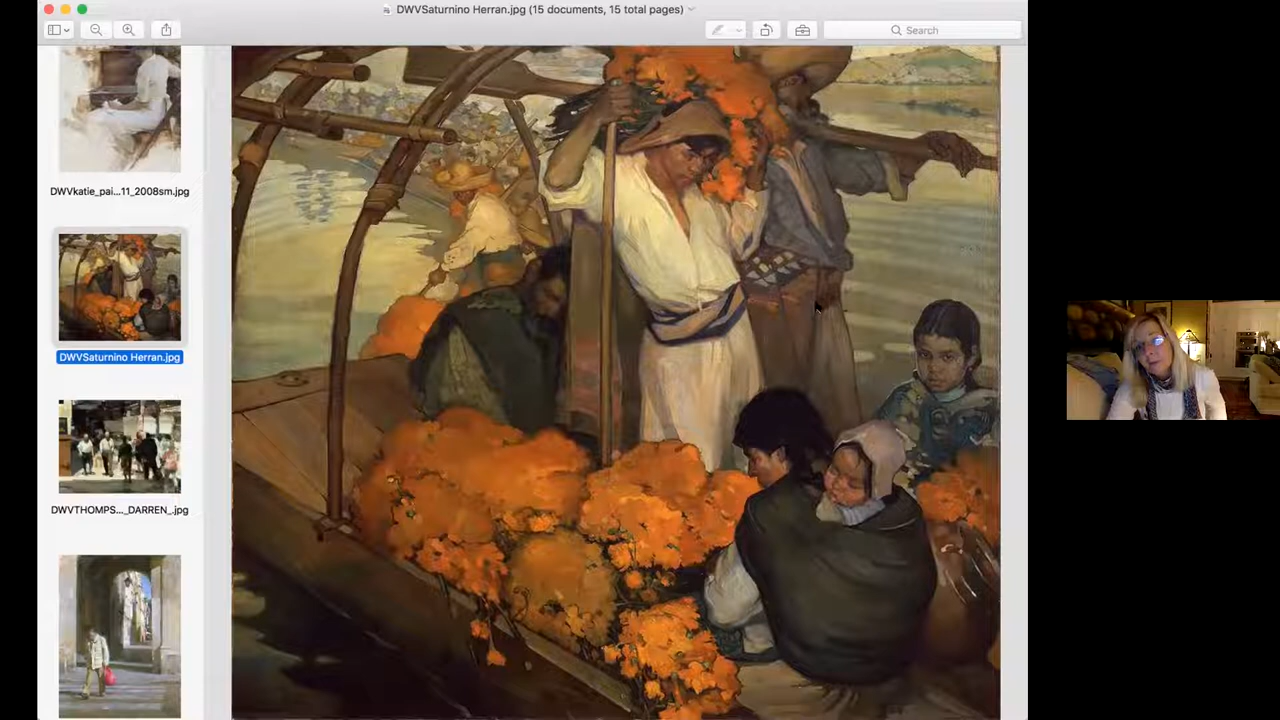 DWVSaturnino Herran.jpg (15 documents, 15 total pages)
Search
DWVkatie_pai...11_2008sm.jpg
DWVSaturnino Herran.jpg
DWVTHOMPS..._DARREN_.jpg